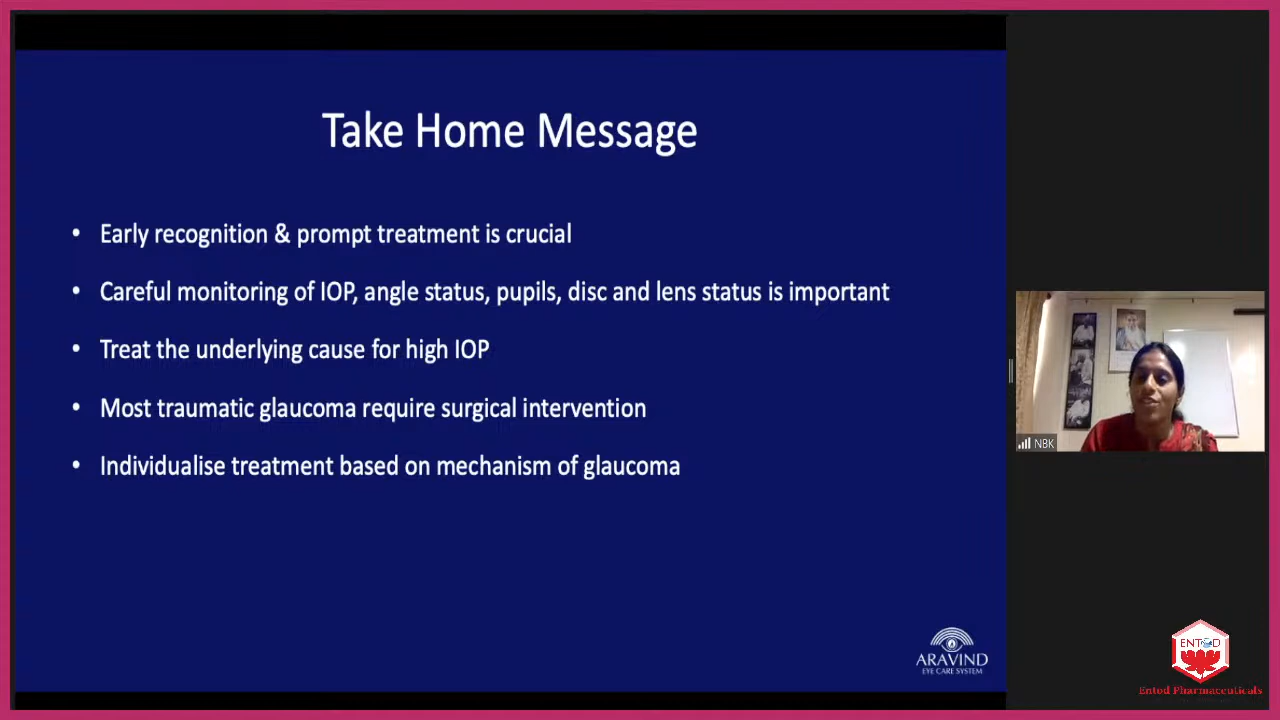 Take Home Message
• Early recognition & prompt treatment is crucial
• Careful monitoring of IOP, angle status, pupils, disc and lens status is important
• Treat the underlying cause for high IOP
• Most traumatic glaucoma require surgical intervention
• Individualise treatment based on mechanism of glaucoma
NBK
ARAVIND
EYE CARE SYSTEM
ENTOD
Entod Pharmaceuticals